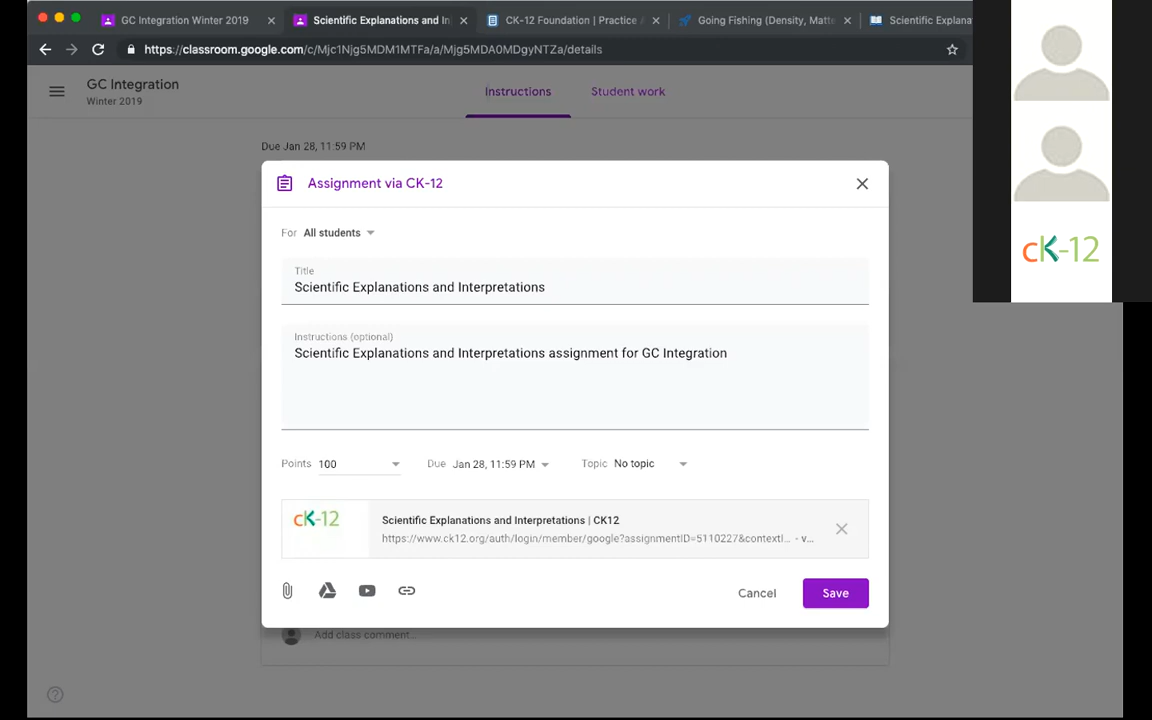 GC Integration Winter 2019
Scientific Explanations and In
CK-12 Foundation | Practice
Going Fishing (Density, Matte
Scientific Explana
https://classroom.google.com/c/Mjc1Njg5MDM1MTFa/a/Mjg5MDA0MDgyNTZa/details
GC Integration
Winter 2019
Instructions
Student work
Due Jan 28, 11:59 PM
Assignment via CK-12
For All students
Title
Scientific Explanations and Interpretations
Instructions (optional)
Scientific Explanations and Interpretations assignment for GC Integration
Points 100
Due Jan 28, 11:59 PM
Topic No topic
cK-12
Scientific Explanations and Interpretations | CK12
https://www.ck12.org/auth/login/member/google?assignmentID=5110227&contextI... - v...
Cancel
Save
Add class comment...
cK-12